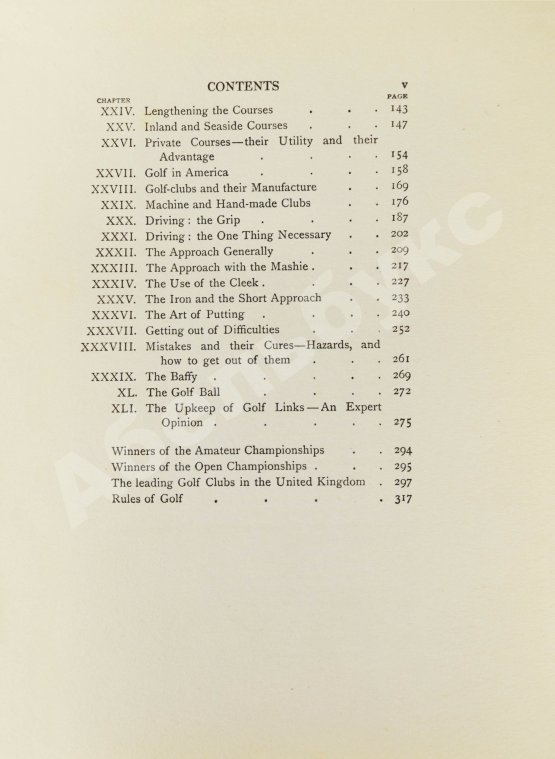 CONTENTS v
CHAPTER PAGE
XXIV. Lengthening the Courses . . . 143
XXV. Inland and Seaside Courses . . . 147
XXVI. Private Courses—their Utility and their
Advantage . . . . 154
XXVII. Golf in America . . . . 158
XXVIII. Golf-clubs and their Manufacture . . 169
XXIX. Machine and Hand-made Clubs . . 176
XXX. Driving: the Grip . . . . 187
XXXI. Driving: the One Thing Necessary . . 202
XXXII. The Approach Generally . . . 209
XXXIII. The Approach with the Mashie . . . 217
XXXIV. The Use of the Cleek . . . . 227
XXXV. The Iron and the Short Approach . . 233
XXXVI. The Art of Putting . . . . 240
XXXVII. Getting out of Difficulties . . . 252
XXXVIII. Mistakes and their Cures—Hazards, and
how to get out of them . . . 261
XXXIX. The Baffy . . . . . 269
XL. The Golf Ball . . . . 272
XLI. The Upkeep of Golf Links—An Expert
Opinion . . . . . 275
Winners of the Amateur Championships . . 294
Winners of the Open Championships . . . 295
The leading Golf Clubs in the United Kingdom . 297
Rules of Golf . . . . 317
Абельбукс